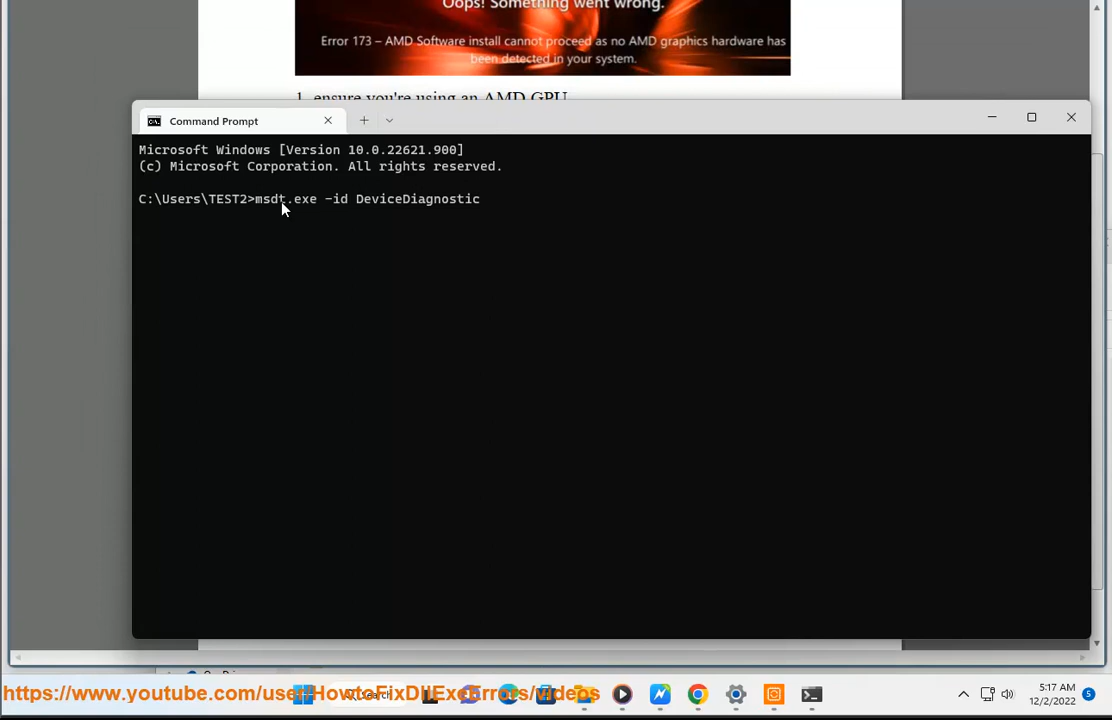 Oops! Something went wrong.
Error 173 – AMD Software install cannot proceed as no AMD graphics hardware has
been detected in your system.
1. ensure you're using an AMD GPU
Command Prompt
Microsoft Windows [Version 10.0.22621.900]
(c) Microsoft Corporation. All rights reserved.
C:\Users\TEST2>msdt.exe -id DeviceDiagnostic
https://www.youtube.com/user/HowtoFixDllExeErrors/videos
Search
5:17 AM
12/2/2022
5